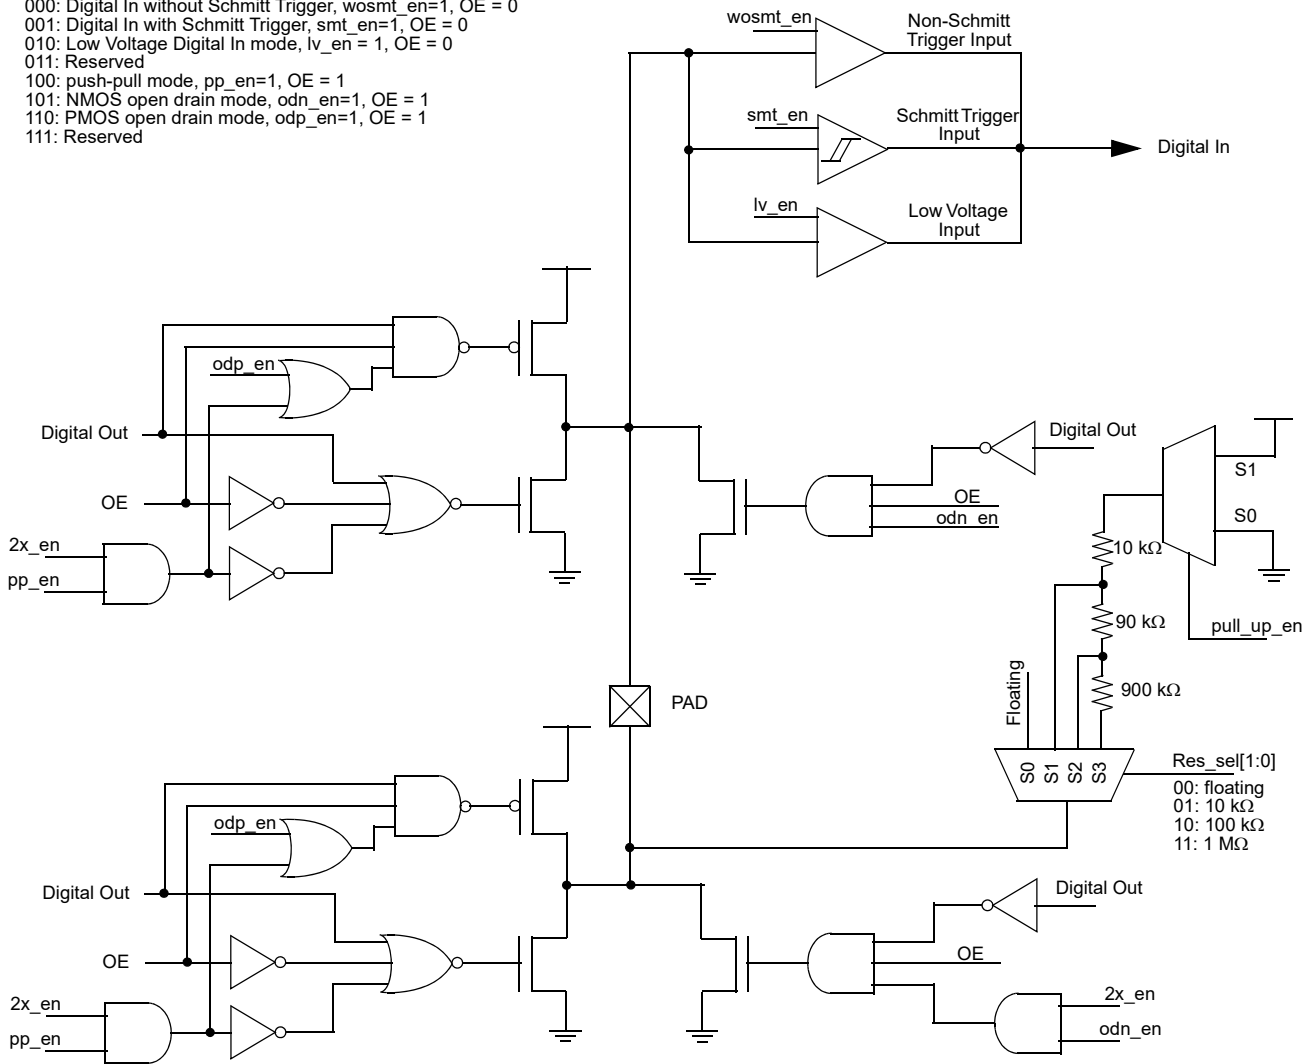 000: Digital In without Schmitt Trigger, wosmt_en=1, OE = 0
001: Digital In with Schmitt Trigger, smt_en=1, OE = 0
010: Low Voltage Digital In mode, lv_en = 1, OE = 0
011: Reserved
100: push-pull mode, pp_en=1, OE = 1
101: NMOS open drain mode, odn_en=1, OE = 1
110: PMOS open drain mode, odp_en=1, OE = 1
111: Reserved
wosmt_en
Non-Schmitt
Trigger Input
smt_en
Schmitt Trigger
Input
Digital In
lv_en
Low Voltage
Input
odp_en
Digital Out
OE
2x_en
pp_en
Digital Out
OE
odn_en
S1
S0
10 kΩ
90 kΩ
pull_up_en
900 kΩ
Floating
PAD
S0
S1
S2
S3
Res_sel[1:0]
00: floating
01: 10 kΩ
10: 100 kΩ
11: 1 MΩ
odp_en
Digital Out
OE
2x_en
pp_en
Digital Out
OE
2x_en
odn_en